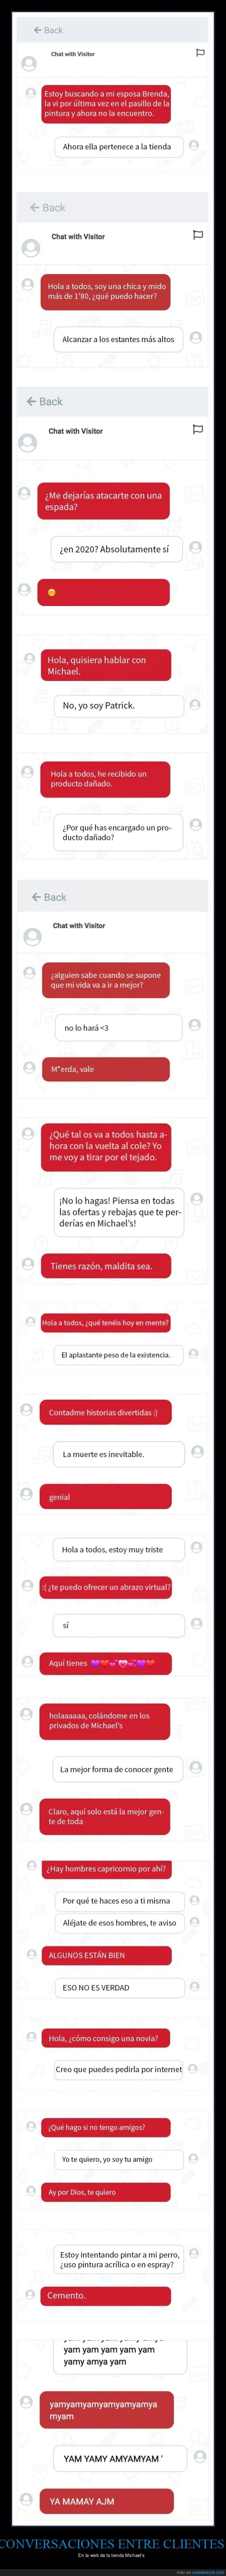 ← Back
Chat with Visitor
Estoy buscando a mi esposa Brenda,
la vi por última vez en el pasillo de la
pintura y ahora no la encuentro.
Ahora ella pertenece a la tienda
← Back
Chat with Visitor
Hola a todos, soy una chica y mido
más de 1'80, ¿qué puedo hacer?
Alcanzar a los estantes más altos
← Back
Chat with Visitor
¿Me dejarías atacarte con una
espada?
¿en 2020? Absolutamente sí
Hola, quisiera hablar con
Michael.
No, yo soy Patrick.
Hola a todos, he recibido un
producto dañado.
¿Por qué has encargado un pro-
ducto dañado?
← Back
Chat with Visitor
¿alguien sabe cuando se supone
que mi vida va a ir a mejor?
no lo hará <3
M*erda, vale
¿Qué tal os va a todos hasta a-
hora con la vuelta al cole? Yo
me voy a tirar por el tejado.
¡No lo hagas! Piensa en todas
las ofertas y rebajas que te per-
derías en Michael's!
Tienes razón, maldita sea.
Hola a todos, ¿qué tenéis hoy en mente?
El aplastante peso de la existencia.
Contadme historias divertidas :)
La muerte es inevitable.
genial
Hola a todos, estoy muy triste
:( ¿te puedo ofrecer un abrazo virtual?
sí
Aquí tienes 💜❤️💕💗💞💜❤️
holaaaaaa, colándome en los
privados de Michael's
La mejor forma de conocer gente
Claro, aquí solo está la mejor gen-
te de toda
¿Hay hombres capricornio por ahí?
Por qué te haces eso a ti misma
Aléjate de esos hombres, te aviso
ALGUNOS ESTÁN BIEN
ESO NO ES VERDAD
Hola, ¿cómo consigo una novia?
Creo que puedes pedirla por internet
¿Qué hago si no tengo amigos?
Yo te quiero, yo soy tu amigo
Ay por Dios, te quiero
Estoy intentando pintar a mi perro,
¿uso pintura acrílica o en espray?
Cemento.
yam yam yam yam yam
yamy amya yam
yamyamyamyamyamyamya
myam
YAM YAMY AMYAMYAM '
YA MAMAY AJM
CONVERSACIONES ENTRE CLIENTES
En la web de la tienda Michael's